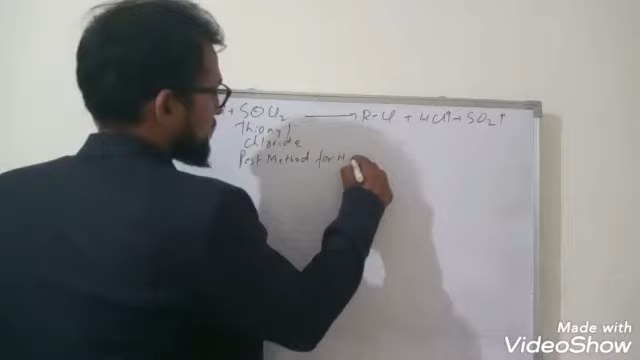 + SOCl₂ ⟶ R-Cl + HCl↑ + SO₂↑
Thionyl
chloride
Best Method for H
Made with
VideoShow